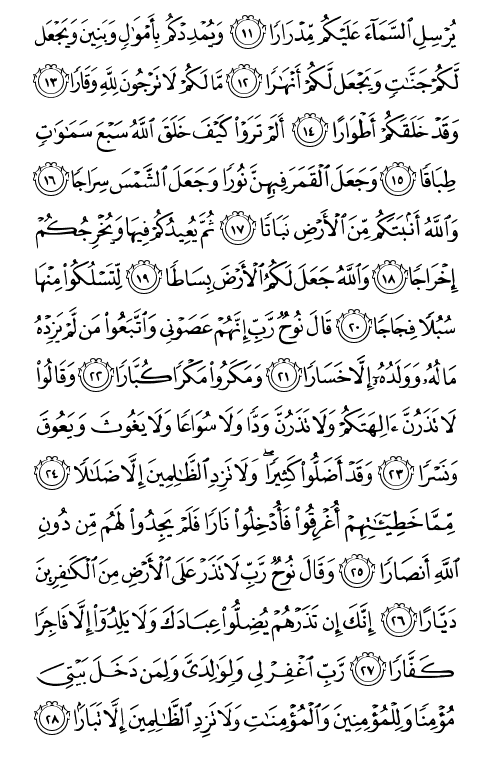 يُرْسِلِ ٱلسَّمَآءَ عَلَيْكُم مِّدْرَارًا ١١ وَيُمْدِدْكُم بِأَمْوَٰلٍ وَبَنِينَ وَيَجْعَل
لَّكُمْ جَنَّٰتٍ وَيَجْعَل لَّكُمْ أَنْهَٰرًا ١٢ مَّا لَكُمْ لَا تَرْجُونَ لِلَّهِ وَقَارًا ١٣
وَقَدْ خَلَقَكُمْ أَطْوَارًا ١٤ أَلَمْ تَرَوْا۟ كَيْفَ خَلَقَ ٱللَّهُ سَبْعَ سَمَٰوَٰتٍ
طِبَاقًا ١٥ وَجَعَلَ ٱلْقَمَرَ فِيهِنَّ نُورًا وَجَعَلَ ٱلشَّمْسَ سِرَاجًا ١٦
وَٱللَّهُ أَنۢبَتَكُم مِّنَ ٱلْأَرْضِ نَبَاتًا ١٧ ثُمَّ يُعِيدُكُمْ فِيهَا وَيُخْرِجُكُمْ
إِخْرَاجًا ١٨ وَٱللَّهُ جَعَلَ لَكُمُ ٱلْأَرْضَ بِسَاطًا ١٩ لِّتَسْلُكُوا۟ مِنْهَا
سُبُلًا فِجَاجًا ٢٠ قَالَ نُوحٌ رَّبِّ إِنَّهُمْ عَصَوْنِى وَٱتَّبَعُوا۟ مَن لَّمْ يَزِدْهُ
مَالُهُۥ وَوَلَدُهُۥٓ إِلَّا خَسَارًا ٢١ وَمَكَرُوا۟ مَكْرًا كُبَّارًا ٢٢ وَقَالُوا۟
لَا تَذَرُنَّ ءَالِهَتَكُمْ وَلَا تَذَرُنَّ وَدًّا وَلَا سُوَاعًا وَلَا يَغُوثَ وَيَعُوقَ
وَنَسْرًا ٢٣ وَقَدْ أَضَلُّوا۟ كَثِيرًا ۖ وَلَا تَزِدِ ٱلظَّٰلِمِينَ إِلَّا ضَلَٰلًا ٢٤
مِّمَّا خَطِيٓـَٰٔتِهِمْ أُغْرِقُوا۟ فَأُدْخِلُوا۟ نَارًا فَلَمْ يَجِدُوا۟ لَهُم مِّن دُونِ
ٱللَّهِ أَنصَارًا ٢٥ وَقَالَ نُوحٌ رَّبِّ لَا تَذَرْ عَلَى ٱلْأَرْضِ مِنَ ٱلْكَٰفِرِينَ
دَيَّارًا ٢٦ إِنَّكَ إِن تَذَرْهُمْ يُضِلُّوا۟ عِبَادَكَ وَلَا يَلِدُوٓا۟ إِلَّا فَاجِرًا
كَفَّارًا ٢٧ رَّبِّ ٱغْفِرْ لِى وَلِوَٰلِدَىَّ وَلِمَن دَخَلَ بَيْتِىَ
مُؤْمِنًا وَلِلْمُؤْمِنِينَ وَٱلْمُؤْمِنَٰتِ وَلَا تَزِدِ ٱلظَّٰلِمِينَ إِلَّا تَبَارًۢا ٢٨